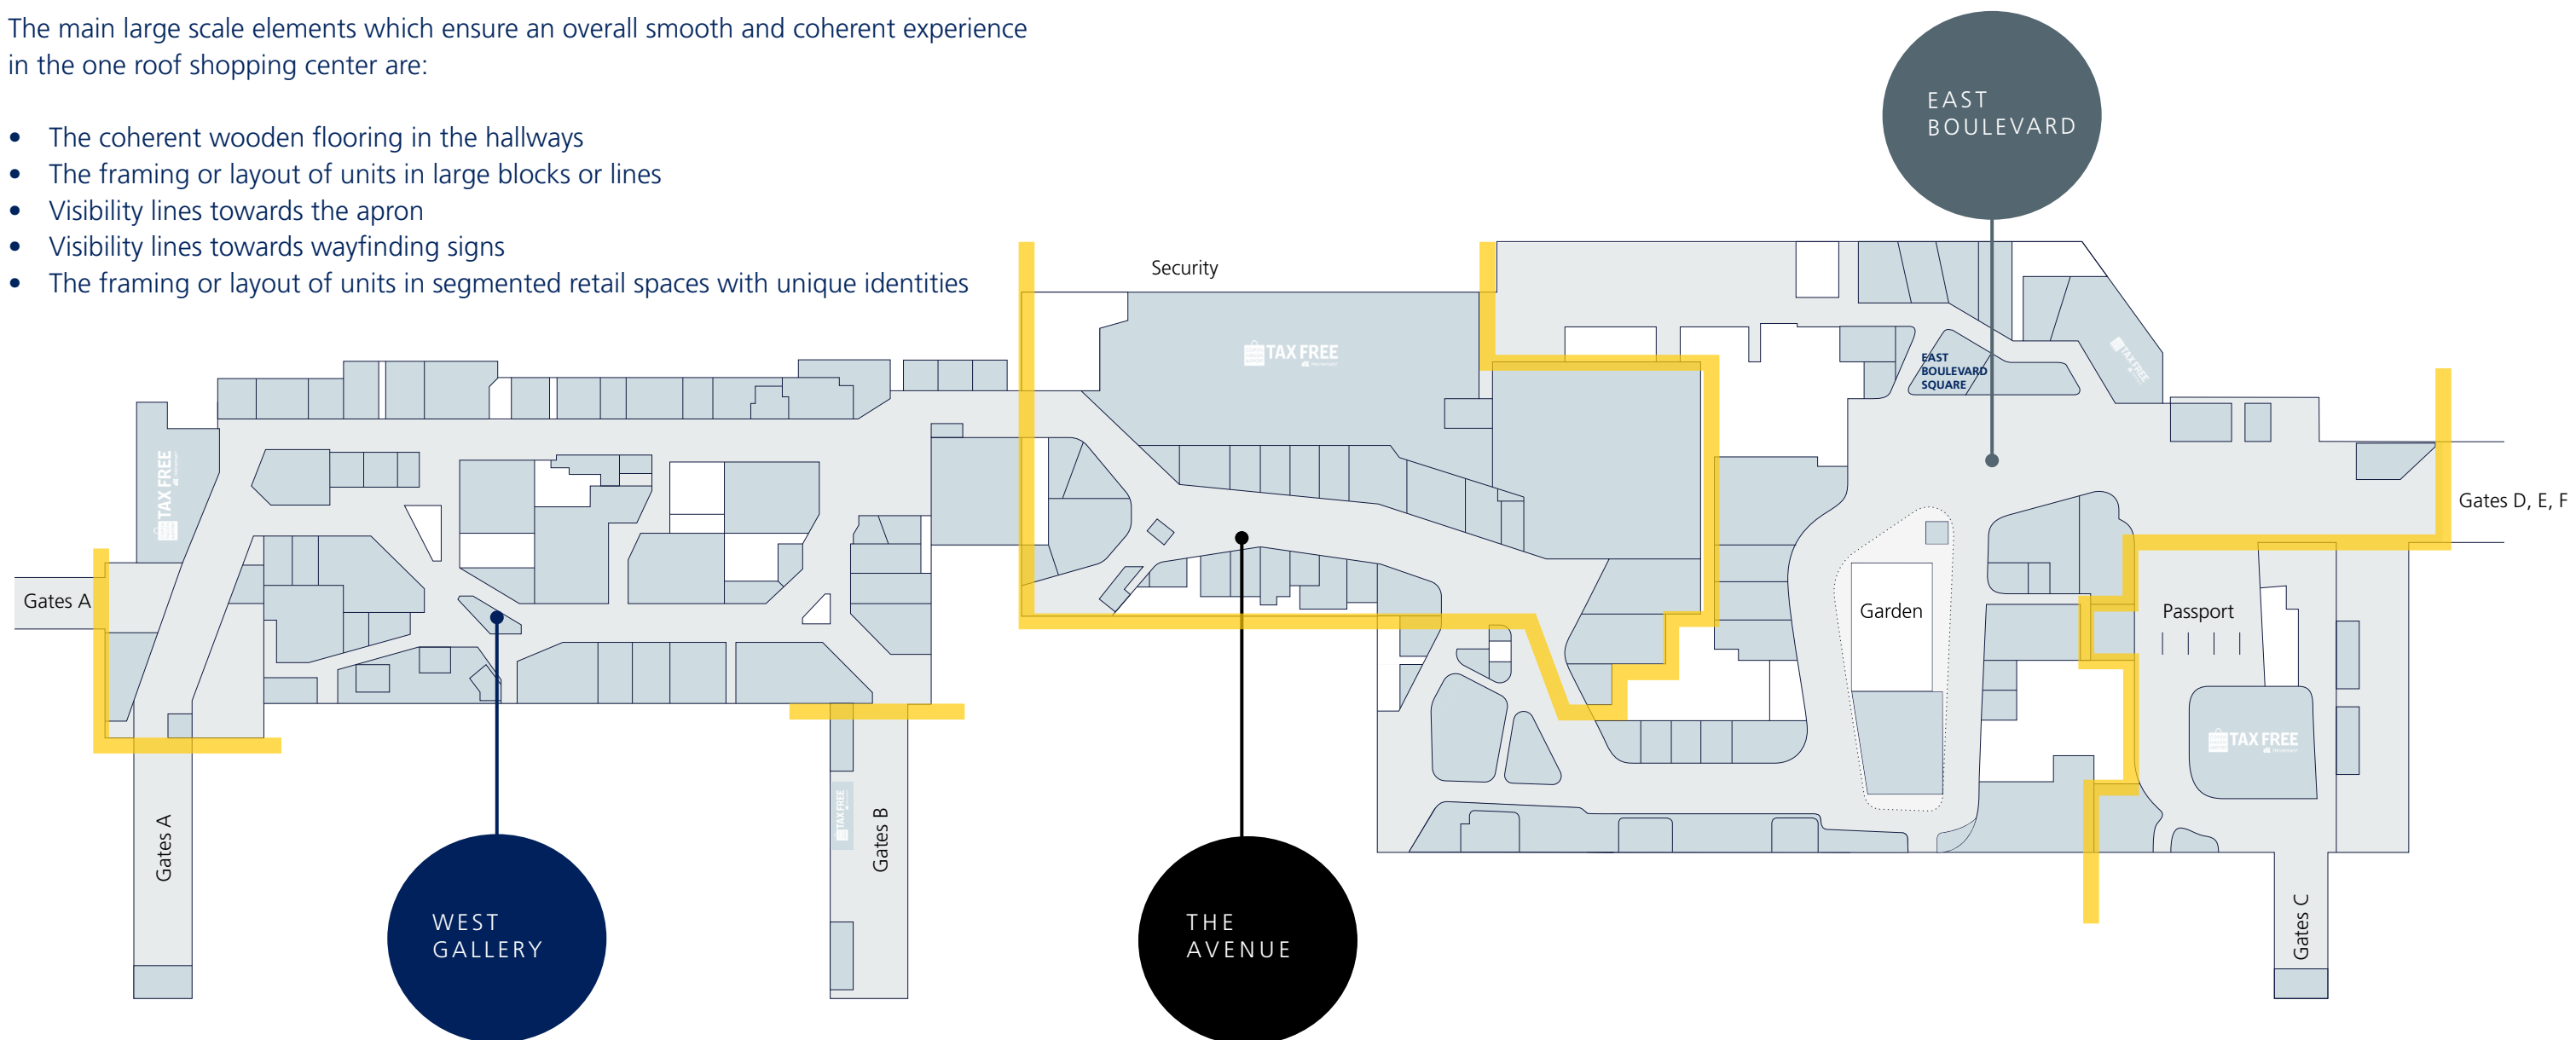 The main large scale elements which ensure an overall smooth and coherent experience
in the one roof shopping center are:
• The coherent wooden flooring in the hallways
• The framing or layout of units in large blocks or lines
• Visibility lines towards the apron
• Visibility lines towards wayfinding signs
• The framing or layout of units in segmented retail spaces with unique identities
EAST
BOULEVARD
Security
TAX FREE
EAST
BOULEVARD
SQUARE
TAX FREE
TAX FREE
Gates D, E, F
Gates A
Garden
Passport
TAX FREE
TAX FREE
Gates A
Gates B
Gates C
WEST
GALLERY
THE
AVENUE